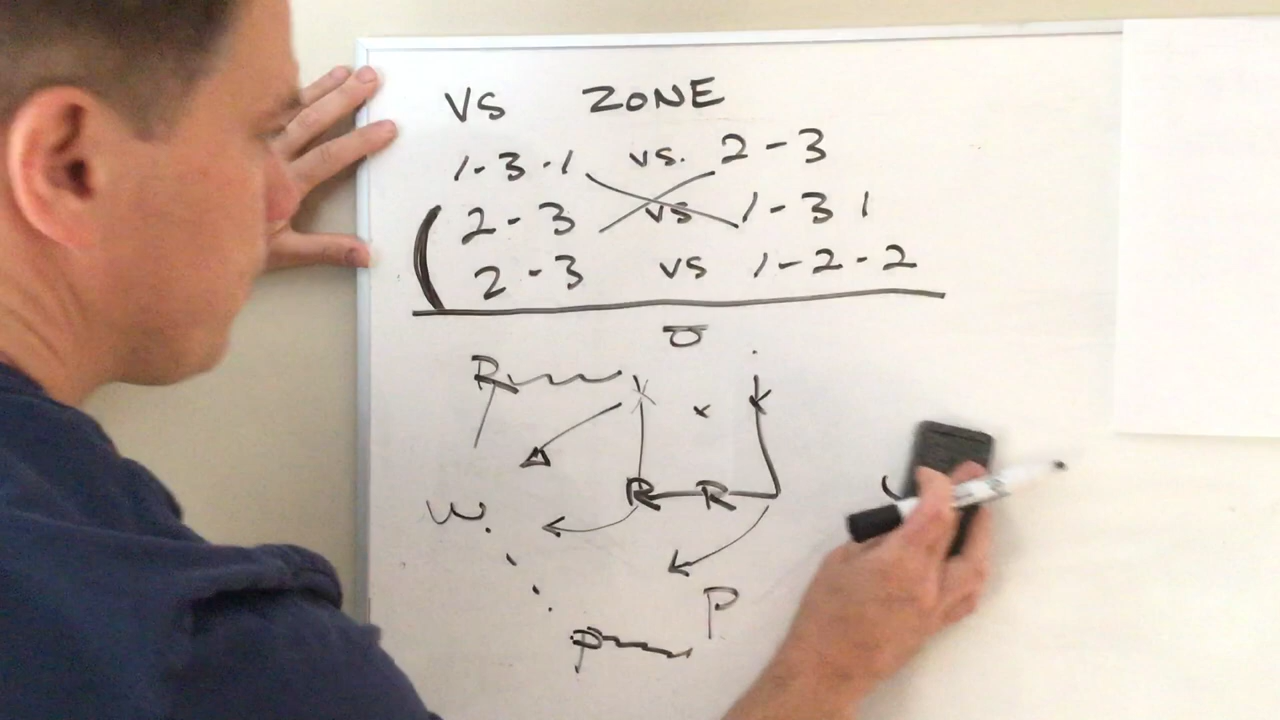 VS ZONE
1-3-1 vs. 2-3
2-3 vs 1-3 1
2-3 vs 1-2-2
R X
x
R R
W.
P
P